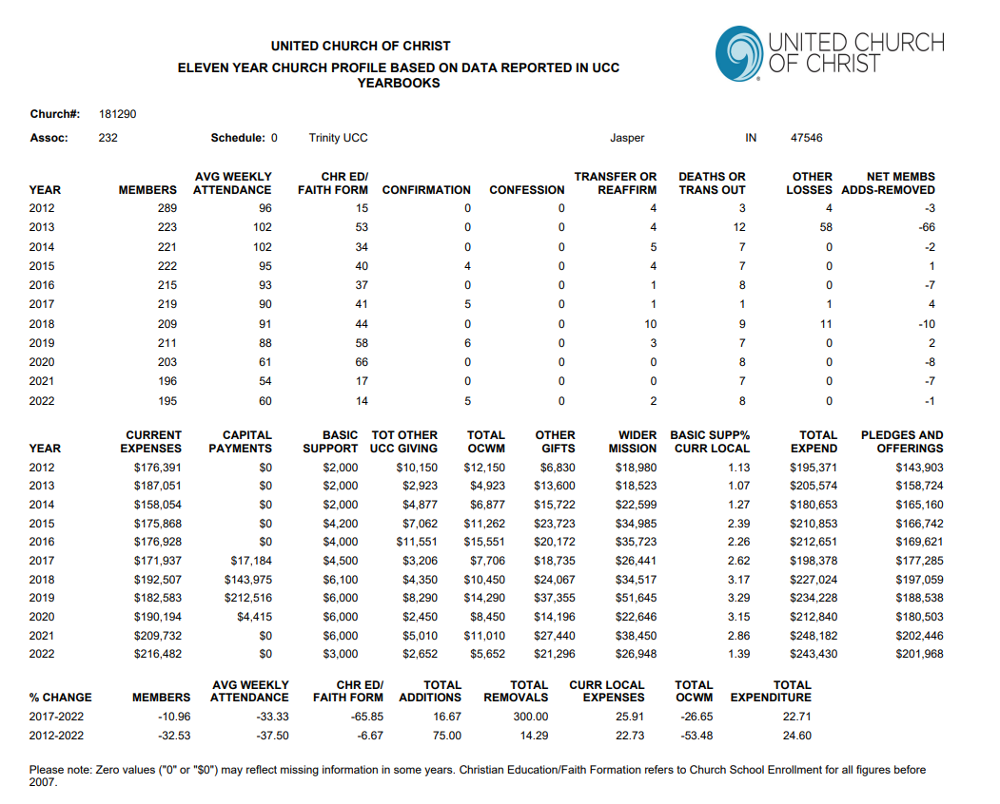 UNITED CHURCH OF CHRIST
ELEVEN YEAR CHURCH PROFILE BASED ON DATA REPORTED IN UCC
YEARBOOKS
UNITED CHURCH
OF CHRIST
Church#: 181290
Assoc: 232 Schedule: 0 Trinity UCC Jasper IN 47546
AVG WEEKLY CHR ED/ TRANSFER OR DEATHS OR OTHER NET MEMBS
YEAR MEMBERS ATTENDANCE FAITH FORM CONFIRMATION CONFESSION REAFFIRM TRANS OUT LOSSES ADDS-REMOVED
2012 289 96 15 0 0 4 3 4 -3
2013 223 102 53 0 0 4 12 58 -66
2014 221 102 34 0 0 5 7 0 -2
2015 222 95 40 4 0 4 7 0 1
2016 215 93 37 0 0 1 8 0 -7
2017 219 90 41 5 0 1 1 1 4
2018 209 91 44 0 0 10 9 11 -10
2019 211 88 58 6 0 3 7 0 2
2020 203 61 66 0 0 0 8 0 -8
2021 196 54 17 0 0 0 7 0 -7
2022 195 60 14 5 0 2 8 0 -1
CURRENT CAPITAL BASIC TOT OTHER TOTAL OTHER WIDER BASIC SUPP% TOTAL PLEDGES AND
YEAR EXPENSES PAYMENTS SUPPORT UCC GIVING OCWM GIFTS MISSION CURR LOCAL EXPEND OFFERINGS
2012 $176,391 $0 $2,000 $10,150 $12,150 $6,830 $18,980 1.13 $195,371 $143,903
2013 $187,051 $0 $2,000 $2,923 $4,923 $13,600 $18,523 1.07 $205,574 $158,724
2014 $158,054 $0 $2,000 $4,877 $6,877 $15,722 $22,599 1.27 $180,653 $165,160
2015 $175,868 $0 $4,200 $7,062 $11,262 $23,723 $34,985 2.39 $210,853 $166,742
2016 $176,928 $0 $4,000 $11,551 $15,551 $20,172 $35,723 2.26 $212,651 $169,621
2017 $171,937 $17,184 $4,500 $3,206 $7,706 $18,735 $26,441 2.62 $198,378 $177,285
2018 $192,507 $143,975 $6,100 $4,350 $10,450 $24,067 $34,517 3.17 $227,024 $197,059
2019 $182,583 $212,516 $6,000 $8,290 $14,290 $37,355 $51,645 3.29 $234,228 $188,538
2020 $190,194 $4,415 $6,000 $2,450 $8,450 $14,196 $22,646 3.15 $212,840 $180,503
2021 $209,732 $0 $6,000 $5,010 $11,010 $27,440 $38,450 2.86 $248,182 $202,446
2022 $216,482 $0 $3,000 $2,652 $5,652 $21,296 $26,948 1.39 $243,430 $201,968
AVG WEEKLY CHR ED/ TOTAL TOTAL CURR LOCAL TOTAL TOTAL
% CHANGE MEMBERS ATTENDANCE FAITH FORM ADDITIONS REMOVALS EXPENSES OCWM EXPENDITURE
2017-2022 -10.96 -33.33 -65.85 16.67 300.00 25.91 -26.65 22.71
2012-2022 -32.53 -37.50 -6.67 75.00 14.29 22.73 -53.48 24.60
Please note: Zero values ("0" or "$0") may reflect missing information in some years. Christian Education/Faith Formation refers to Church School Enrollment for all figures before
2007.